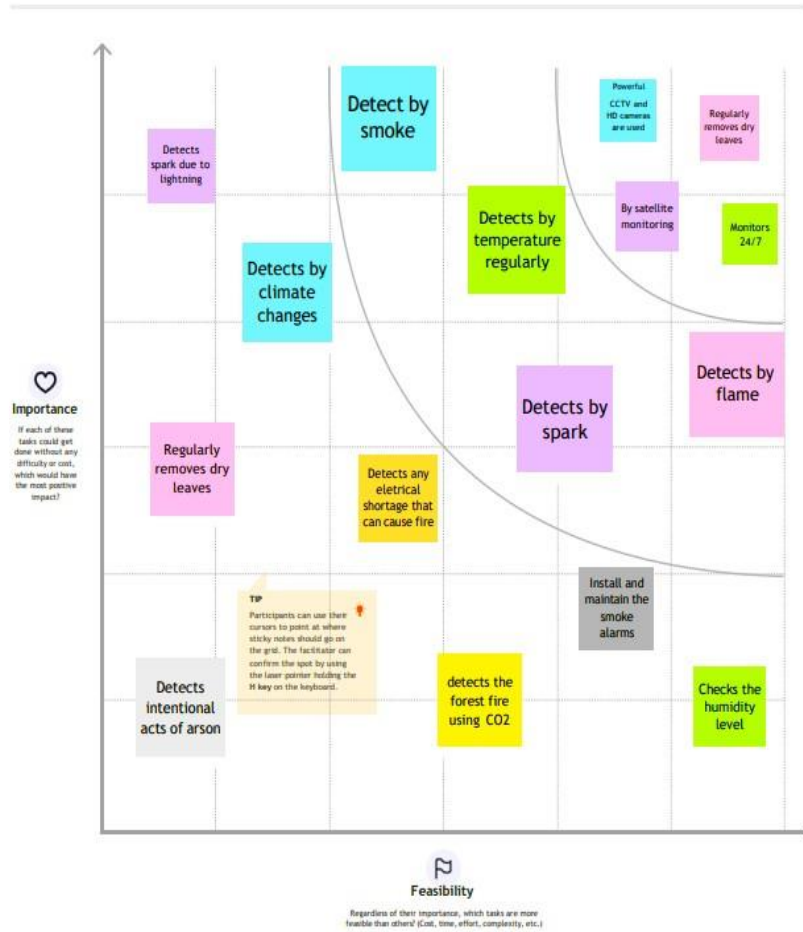 Detect by
smoke
Powerful
CCTV and
HD cameras
are used
Regularly
removes dry
leaves
Detects
spark due to
lightning
Detects by
temperature
regularly
By satellite
monitoring
Monitors
24/7
Detects by
climate
changes
Detects by
flame
Detects by
spark
Importance
If each of these
tasks could get
done without any
difficulty or cost,
which would have
the most positive
impact?
Regularly
removes dry
leaves
Detects any
eletrical
shortage that
can cause fire
Install and
maintain the
smoke
alarms
TIP
Participants can use their
cursors to point at where
sticky notes should go on
the grid. The facilitator can
confirm the spot by using
the laser pointer holding the
H key on the keyboard.
Detects
intentional
acts of arson
detects the
forest fire
using CO2
Checks the
humidity
level
Feasibility
Regardless of their importance, which tasks are more
feasible than others? (Cost, time, effort, complexity, etc.)